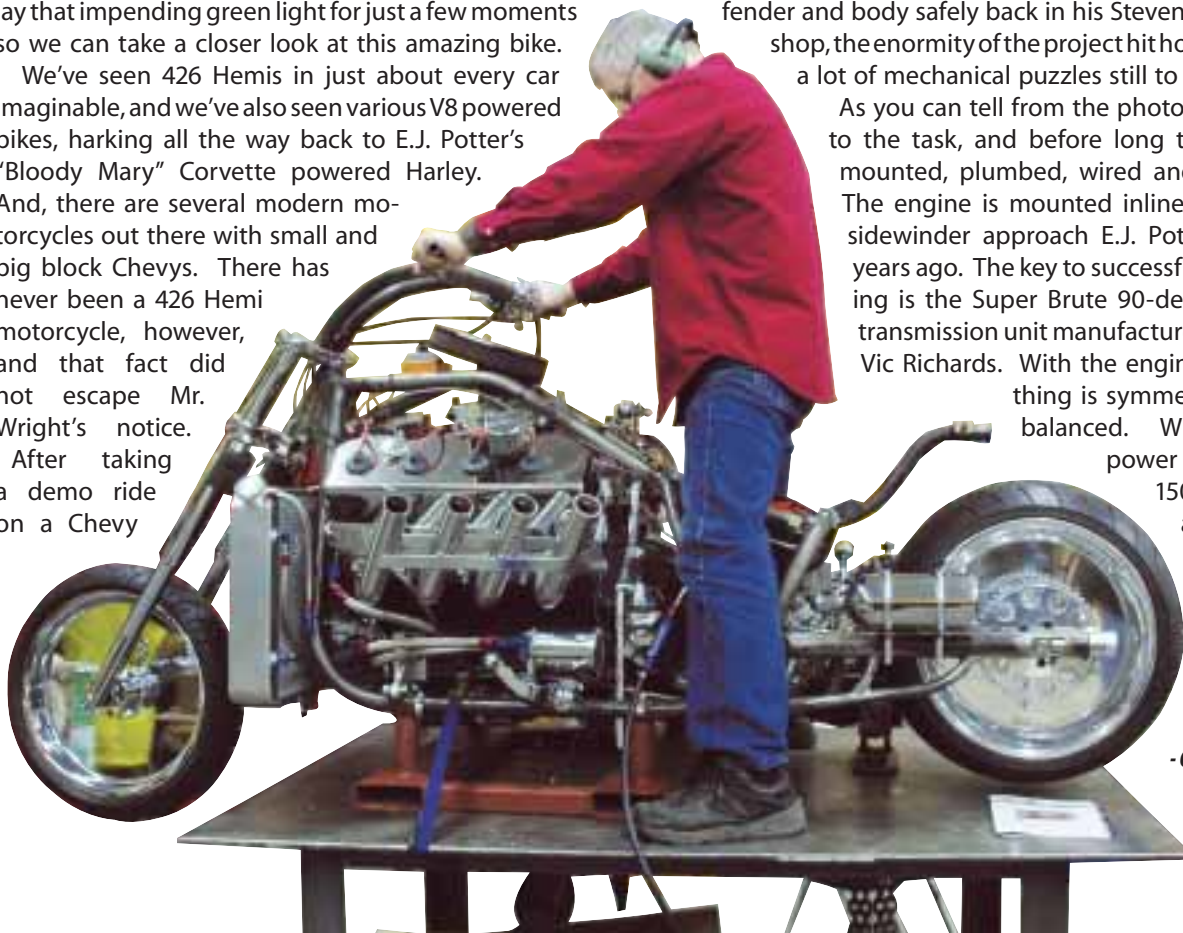 ay that impending green light for just a few moments
so we can take a closer look at this amazing bike.
We’ve seen 426 Hemis in just about every car
maginable, and we’ve also seen various V8 powered
bikes, harking all the way back to E.J. Potter’s
“Bloody Mary” Corvette powered Harley.
And, there are several modern mo-
torcycles out there with small and
big block Chevys. There has
never been a 426 Hemi
motorcycle, however,
and that fact did
not escape Mr.
Wright’s notice.
After taking
a demo ride
on a Chevy
fender and body safely back in his Steven
shop, the enormity of the project hit ho
a lot of mechanical puzzles still to
As you can tell from the photo
to the task, and before long t
mounted, plumbed, wired and
The engine is mounted inline
sidewinder approach E.J. Pot
years ago. The key to successf
ing is the Super Brute 90-de
transmission unit manufactur
Vic Richards. With the engin
thing is symme
balanced. W
power
150
a